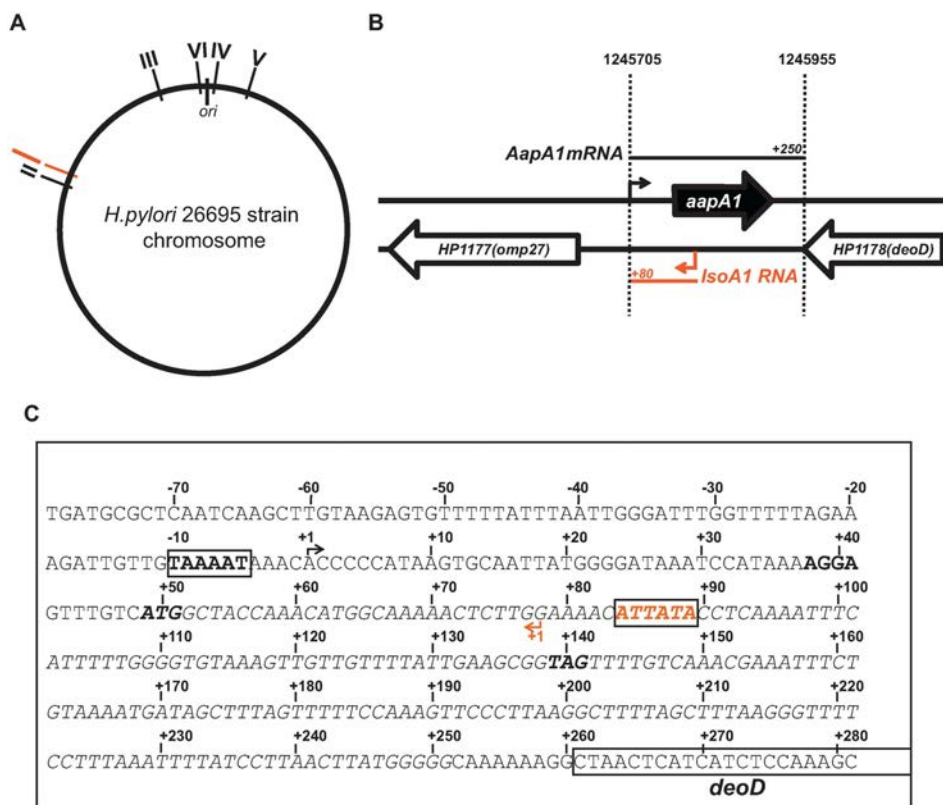 A
B
III
VI
IV
V
ori
II
I
H.pylori 26695 strain
chromosome
1245705
1245955
AapA1mRNA
+250
aapA1
HP1177(omp27)
HP1178(deoD)
+80
IsoA1 RNA
C
-70 -60 -50 -40 -30 -20
TGATGCGCTCAATCAAGCTTGTAAGAGTGTTTTTATTTAATTGGGATTTGGTTTTTAGAA
-10 +1 +10 +20 +30 +40
AGATTGTTGTAAAATAAACACCCCCATAAGTGCAATTATGGGGATAAATCCATAAAAGGA
+50 +60 +70 +80 +90 +100
GTTTGTCATGGCTACCAAACATGGCAAAAACTCTTGGAAAACATTATACCTCAAAATTTC
+1
+110 +120 +130 +140 +150 +160
ATTTTTGGGGTGTAAAGTTGTTGTTTTATTGAAGCGGTAGTTTTGTCAAACGAAATTTCT
+170 +180 +190 +200 +210 +220
GTAAAATGATAGCTTTAGTTTTTCCAAAGTTCCCTTAAGGCTTTTAGCTTTAAGGGTTTT
+230 +240 +250 +260 +270 +280
CCTTTAAATTTTATCCTTAACTTATGGGGGCAAAAAAGGCTAACTCATCATCTCCAAAGC
deoD